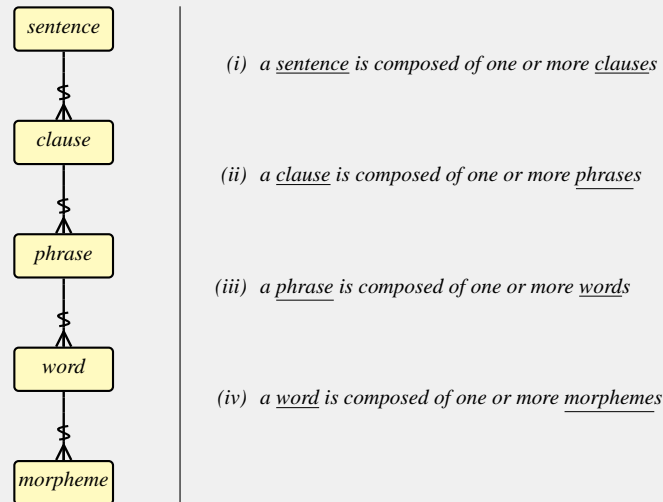 sentence
(i) a sentence is composed of one or more clauses
clause
(ii) a clause is composed of one or more phrases
phrase
(iii) a phrase is composed of one or more words
word
(iv) a word is composed of one or more morphemes
morpheme